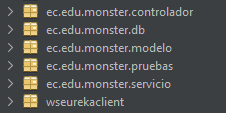 ec.edu.monster.controlador
ec.edu.monster.db
ec.edu.monster.modelo
ec.edu.monster.pruebas
ec.edu.monster.servicio
wseurekaclient